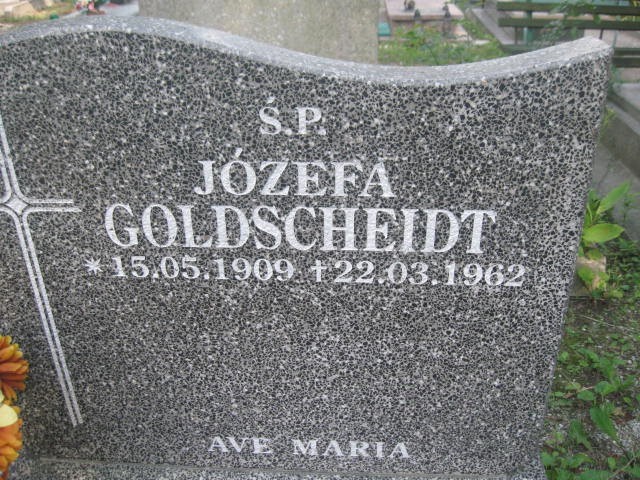 Ś.P.
JÓZEFA
GOLDSCHEIDT
*15.05.1909 +22.03.1962
AVE MARIA